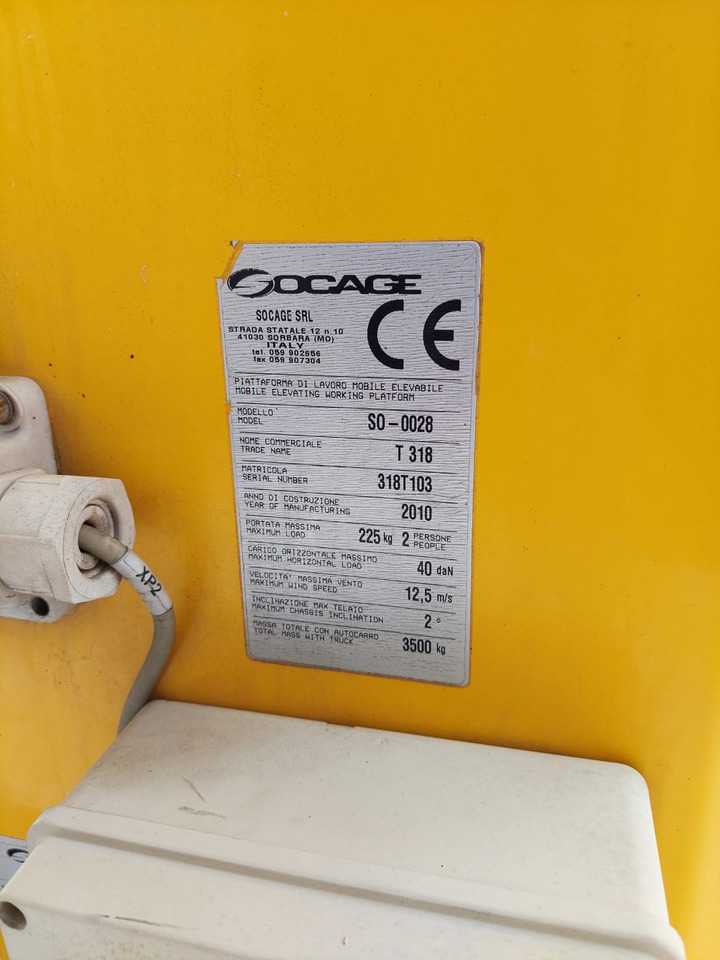 SOCAGE
SOCAGE SRL
STRADA STATALE 12 n.10
41030 SORBARA (MO)
ITALY
tel. 059 902656
fax 059 907304
CE
PIATTAFORMA DI LAVORO MOBILE ELEVABILE
MOBILE ELEVATING WORKING PLATFORM
MODELLO
MODEL
SO-0028
NOME COMMERCIALE
TRADE NAME
T 318
MATRICOLA
SERIAL NUMBER
318T103
ANNO DI COSTRUZIONE
YEAR OF MANUFACTURING
2010
PORTATA MASSIMA
MAXIMUM LOAD
225 kg 2 PERSONE
PEOPLE
CARICO ORIZZONTALE MASSIMO
MAXIMUM HORIZONTAL LOAD
40 daN
VELOCITA' MASSIMA VENTO
MAXIMUM WIND SPEED
12,5 m/s
INCLINAZIONE MAX TELAIO
MAXIMUM CHASSIS INCLINATION
2 °
MASSA TOTALE CON AUTOCARRO
TOTAL MASS WITH TRUCK
3500 kg
XP2